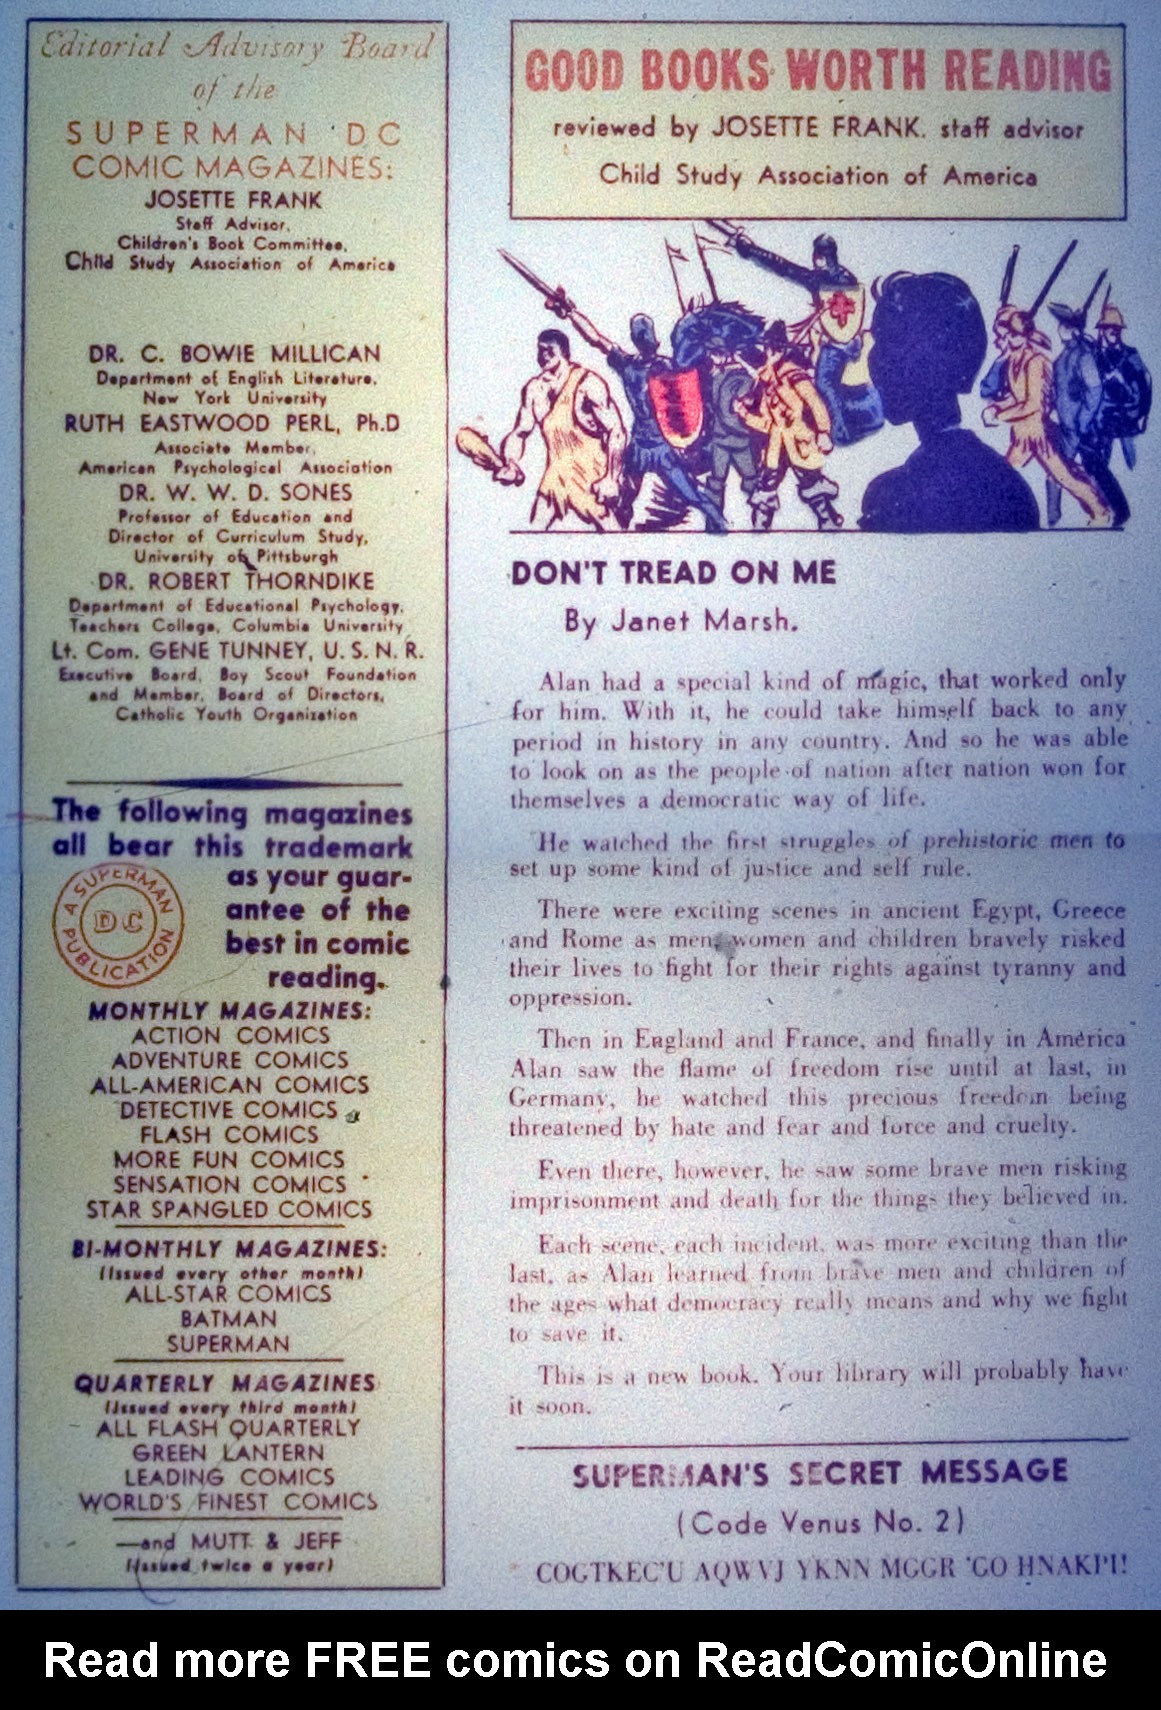 Editorial Advisory Board
of the
SUPERMAN DC
COMIC MAGAZINES:
JOSETTE FRANK
Staff Advisor,
Children's Book Committee,
Child Study Association of America
DR. C. BOWIE MILLICAN
Department of English Literature,
New York University
RUTH EASTWOOD PERL, Ph.D
Associate Member,
American Psychological Association
DR. W. W. D. SONES
Professor of Education and
Director of Curriculum Study,
University of Pittsburgh
DR. ROBERT THORNDIKE
Department of Educational Psychology,
Teachers College, Columbia University
Lt. Com. GENE TUNNEY, U. S. N. R.
Executive Board, Boy Scout Foundation
and Member, Board of Directors,
Catholic Youth Organization
The following magazines
all bear this trademark
as your guar-
antee of the
best in comic
reading.
A SUPERMAN
DC
PUBLICATION
MONTHLY MAGAZINES:
ACTION COMICS
ADVENTURE COMICS
ALL-AMERICAN COMICS
DETECTIVE COMICS
FLASH COMICS
MORE FUN COMICS
SENSATION COMICS
STAR SPANGLED COMICS
BI-MONTHLY MAGAZINES:
(Issued every other month)
ALL-STAR COMICS
BATMAN
SUPERMAN
QUARTERLY MAGAZINES
(Issued every third month)
ALL FLASH QUARTERLY
GREEN LANTERN
LEADING COMICS
WORLD'S FINEST COMICS
—and MUTT & JEFF
(Issued twice a year)
GOOD BOOKS WORTH READING
reviewed by JOSETTE FRANK, staff advisor
Child Study Association of America
DON'T TREAD ON ME
By Janet Marsh.
Alan had a special kind of magic, that worked only
for him. With it, he could take himself back to any
period in history in any country. And so he was able
to look on as the people of nation after nation won for
themselves a democratic way of life.
He watched the first struggles of prehistoric men to
set up some kind of justice and self rule.
There were exciting scenes in ancient Egypt, Greece
and Rome as men, women and children bravely risked
their lives to fight for their rights against tyranny and
oppression.
Then in England and France, and finally in America
Alan saw the flame of freedom rise until at last, in
Germany, he watched this precious freedom being
threatened by hate and fear and force and cruelty.
Even there, however, he saw some brave men risking
imprisonment and death for the things they believed in.
Each scene, each incident, was more exciting than the
last, as Alan learned from brave men and children of
the ages what democracy really means and why we fight
to save it.
This is a new book. Your library will probably have
it soon.
SUPERMAN'S SECRET MESSAGE
(Code Venus No. 2)
COGTKEC'U AQWVJ YKNN MGGR 'GO HNAKPI!
Read more FREE comics on ReadComicOnline